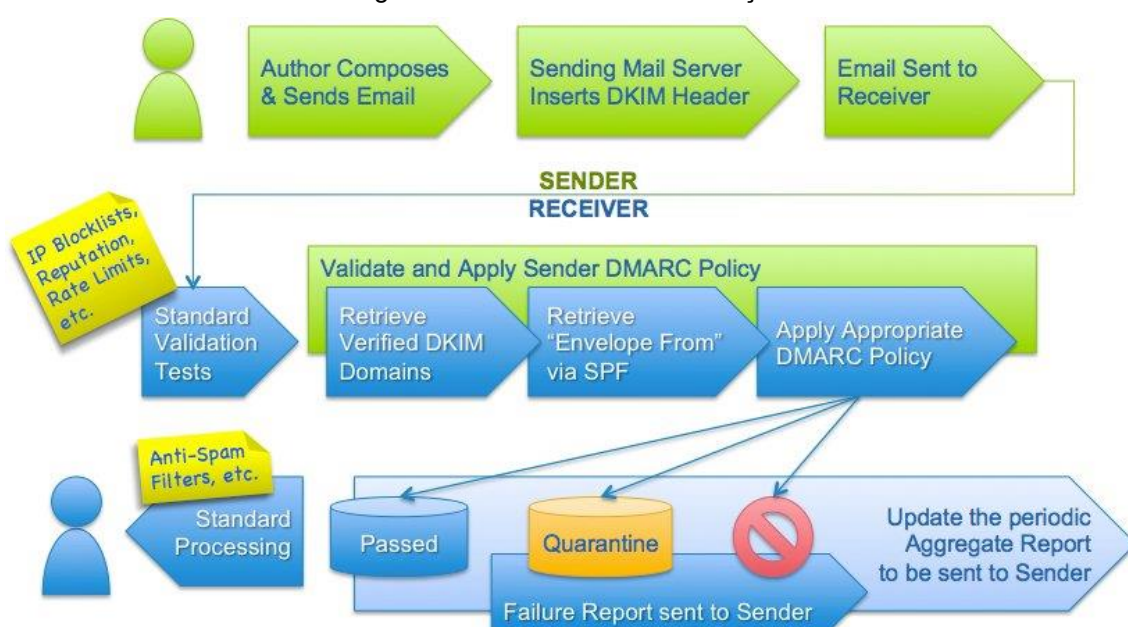 Author Composes
& Sends Email
Sending Mail Server
Inserts DKIM Header
Email Sent to
Receiver
SENDER
RECEIVER
IP Blocklists,
Reputation,
Rate Limits,
etc.
Validate and Apply Sender DMARC Policy
Standard
Validation
Tests
Retrieve
Verified DKIM
Domains
Retrieve
“Envelope From”
via SPF
Apply Appropriate
DMARC Policy
Anti-Spam
Filters, etc.
Standard
Processing
Passed
Quarantine
Update the periodic
Aggregate Report
to be sent to Sender
Failure Report sent to Sender